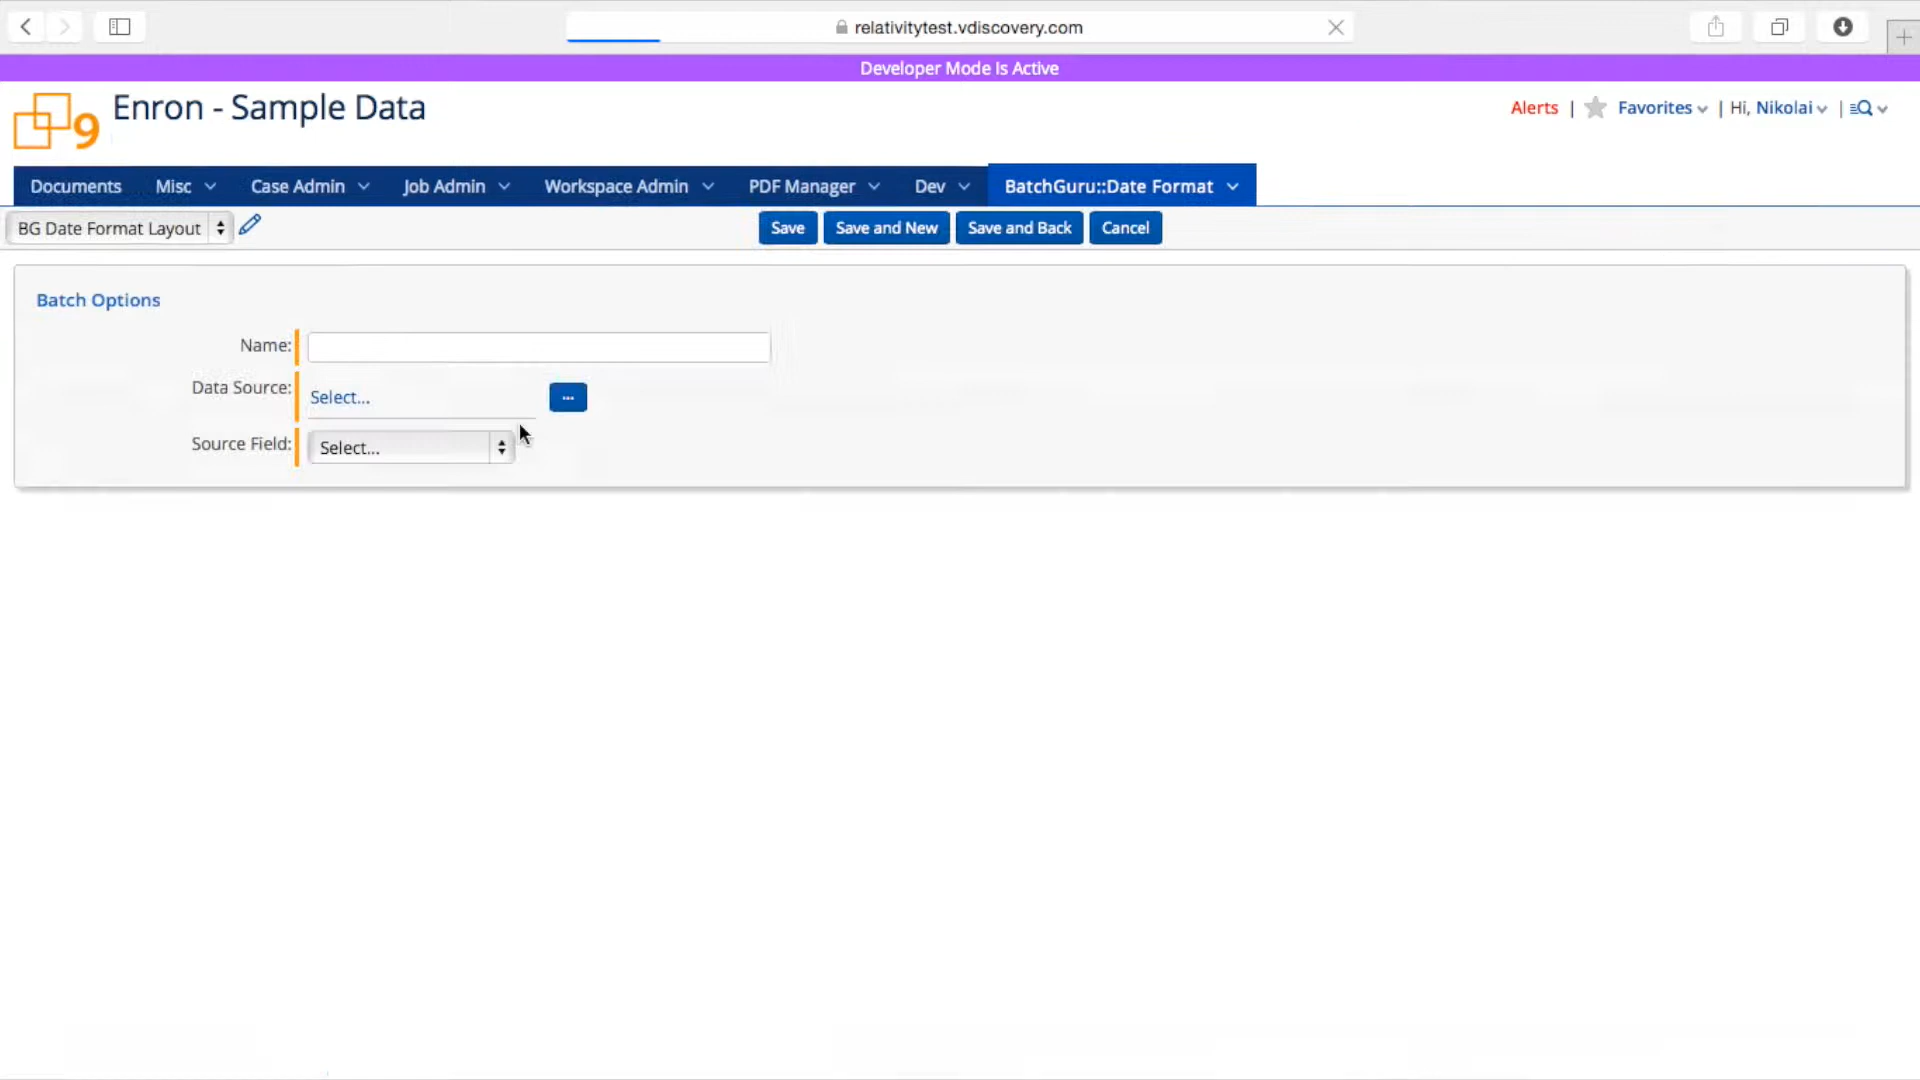 relativitytest.vdiscovery.com
Developer Mode Is Active
9 Enron - Sample Data
Alerts | Favorites | Hi, Nikolai |
Documents Misc Case Admin Job Admin Workspace Admin PDF Manager Dev BatchGuru::Date Format
BG Date Format Layout Save Save and New Save and Back Cancel
Batch Options
Name:
Data Source: Select... ...
Source Field: Select...